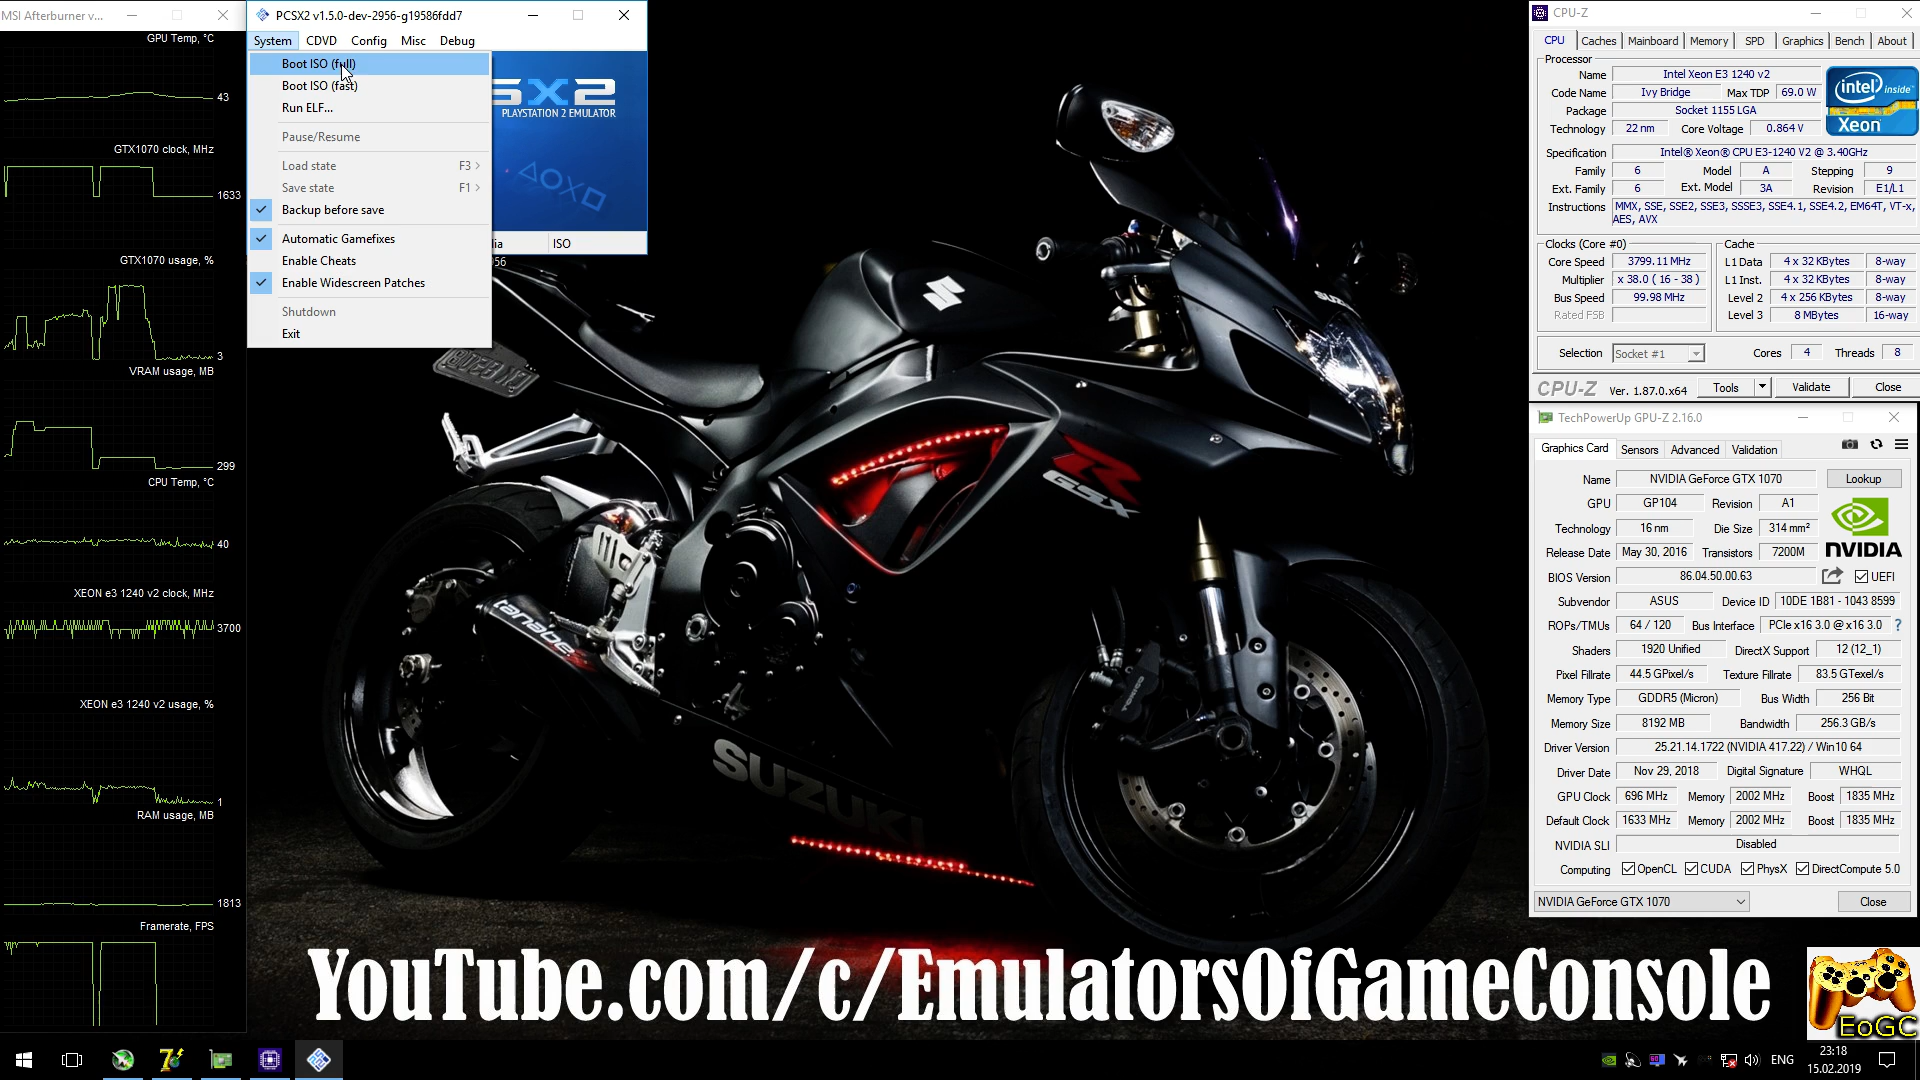 MSI Afterburner v...
GPU Temp, °C
43
GTX1070 clock, MHz
1633
GTX1070 usage, %
3
VRAM usage, MB
299
CPU Temp, °C
40
XEON e3 1240 v2 clock, MHz
3700
XEON e3 1240 v2 usage, %
1
RAM usage, MB
1813
Framerate, FPS
PCSX2 v1.5.0-dev-2956-g19586fdd7
System CDVD Config Misc Debug
Boot ISO (full)
Boot ISO (fast)
Run ELF...
Pause/Resume
Load state F3
Save state F1
Backup before save
Automatic Gamefixes
Enable Cheats
Enable Widescreen Patches
Shutdown
Exit
SX2
PLAYSTATION 2 EMULATOR
ISO
SUZUKI
R
GSX
tanabe
SUZUKI
YouTube.com/c/EmulatorsOfGameConsole
EoGC
CPU-Z
CPU Caches Mainboard Memory SPD Graphics Bench About
Processor
Name Intel Xeon E3 1240 v2
Code Name Ivy Bridge Max TDP 69.0 W
Package Socket 1155 LGA
Technology 22 nm Core Voltage 0.864 V
intel inside™
Xeon
Specification Intel® Xeon® CPU E3-1240 V2 @ 3.40GHz
Family 6 Model A Stepping 9
Ext. Family 6 Ext. Model 3A Revision E1/L1
Instructions MMX, SSE, SSE2, SSE3, SSSE3, SSE4.1, SSE4.2, EM64T, VT-x,
AES, AVX
Clocks (Core #0)
Core Speed 3799.11 MHz
Multiplier x 38.0 ( 16 - 38 )
Bus Speed 99.98 MHz
Rated FSB
Cache
L1 Data 4 x 32 KBytes 8-way
L1 Inst. 4 x 32 KBytes 8-way
Level 2 4 x 256 KBytes 8-way
Level 3 8 MBytes 16-way
Selection Socket #1 Cores 4 Threads 8
CPU-Z Ver. 1.87.0.x64 Tools Validate Close
TechPowerUp GPU-Z 2.16.0
Graphics Card Sensors Advanced Validation
Name NVIDIA GeForce GTX 1070 Lookup
GPU GP104 Revision A1
Technology 16 nm Die Size 314 mm²
Release Date May 30, 2016 Transistors 7200M
NVIDIA
BIOS Version 86.04.50.00.63 UEFI
Subvendor ASUS Device ID 10DE 1B81 - 1043 8599
ROPs/TMUs 64 / 120 Bus Interface PCIe x16 3.0 @ x16 3.0 ?
Shaders 1920 Unified DirectX Support 12 (12_1)
Pixel Fillrate 44.5 GPixel/s Texture Fillrate 83.5 GTexel/s
Memory Type GDDR5 (Micron) Bus Width 256 Bit
Memory Size 8192 MB Bandwidth 256.3 GB/s
Driver Version 25.21.14.1722 (NVIDIA 417.22) / Win10 64
Driver Date Nov 29, 2018 Digital Signature WHQL
GPU Clock 696 MHz Memory 2002 MHz Boost 1835 MHz
Default Clock 1633 MHz Memory 2002 MHz Boost 1835 MHz
NVIDIA SLI Disabled
Computing OpenCL CUDA PhysX DirectCompute 5.0
NVIDIA GeForce GTX 1070 Close
ENG
23:18
15.02.2019